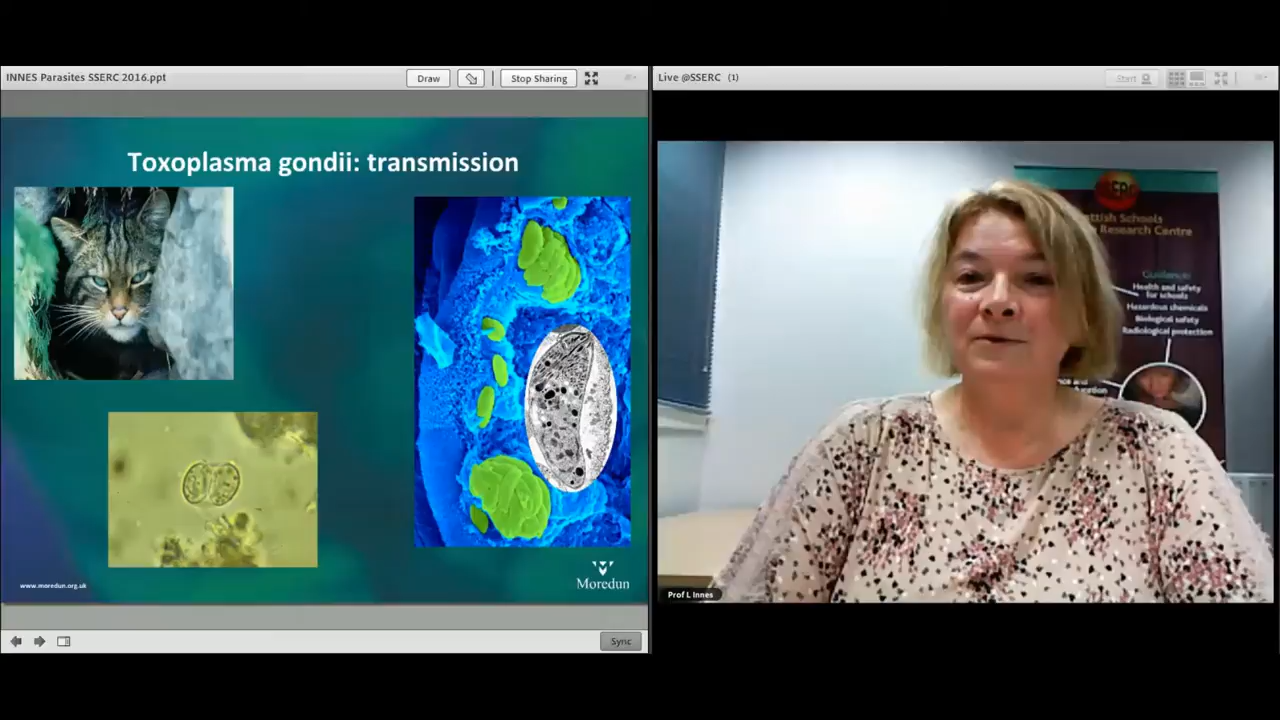 INNES Parasites SSERC 2016.ppt
Draw
Stop Sharing
Toxoplasma gondii: transmission
www.moredun.org.uk
Moredun
Sync
Live @SSERC (1)
Start
Scottish Schools
Research Centre
Guidance:
Health and safety
for schools
Hazardous chemicals
Biological safety
Radiological protection
Prof L Innes